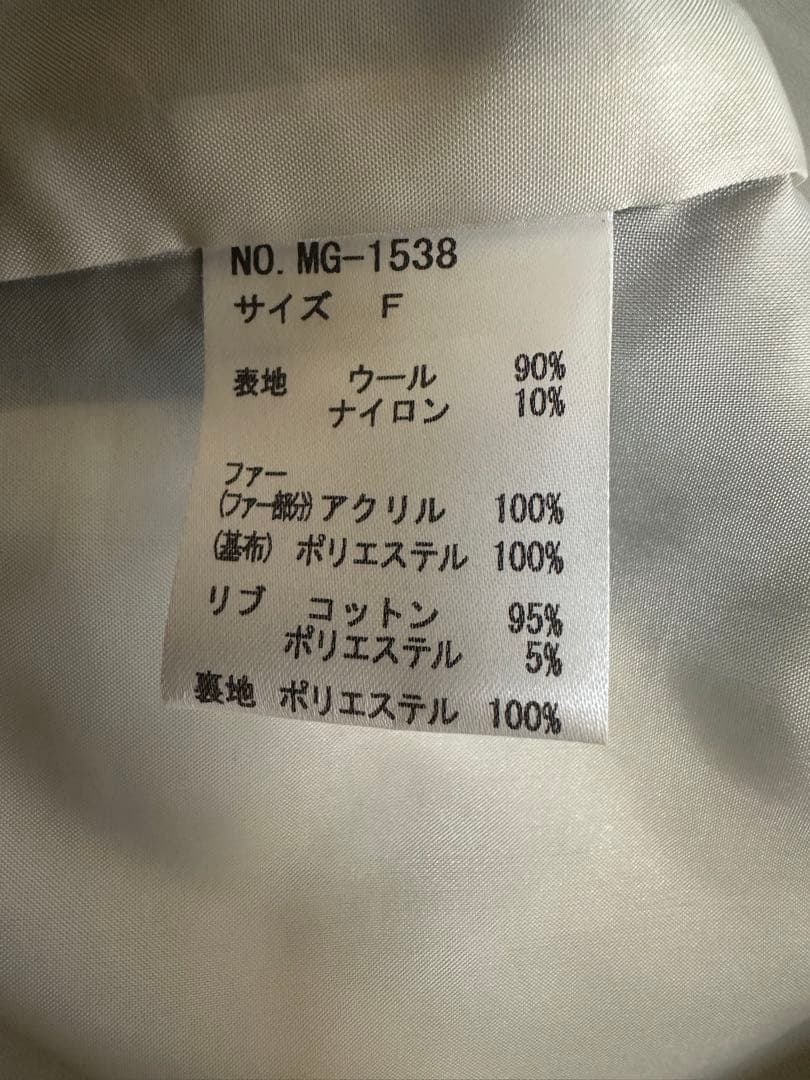 NO. MG-1538
サイズ F
表地 ウール 90%
ナイロン 10%
ファー
(ファー部分) アクリル 100%
(基布) ポリエステル 100%
リブ コットン 95%
ポリエステル 5%
裏地 ポリエステル 100%